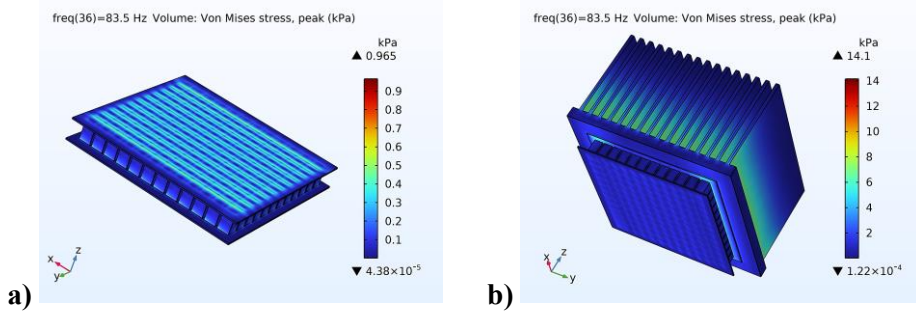 freq(36)=83.5 Hz Volume: Von Mises stress, peak (kPa)
kPa
▲ 0.965
0.9
0.8
0.7
0.6
0.5
0.4
0.3
0.2
0.1
▼ 4.38×10⁻⁵
x
y
z
a)
freq(36)=83.5 Hz Volume: Von Mises stress, peak (kPa)
kPa
▲ 14.1
14
12
10
8
6
4
2
▼ 1.22×10⁻⁴
x
z
y
b)